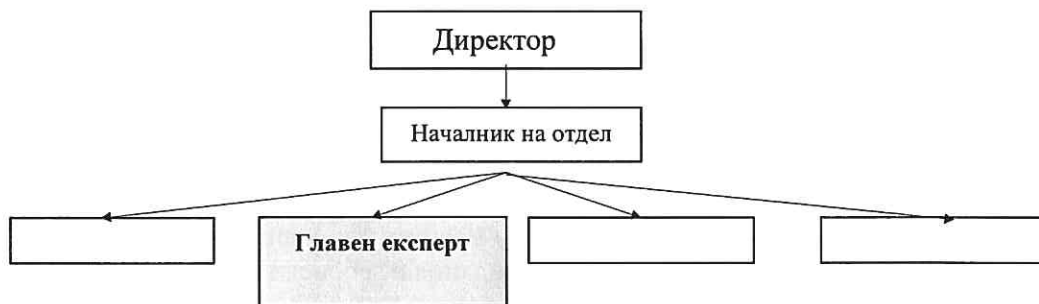 Директор
Началник на отдел
Главен експерт